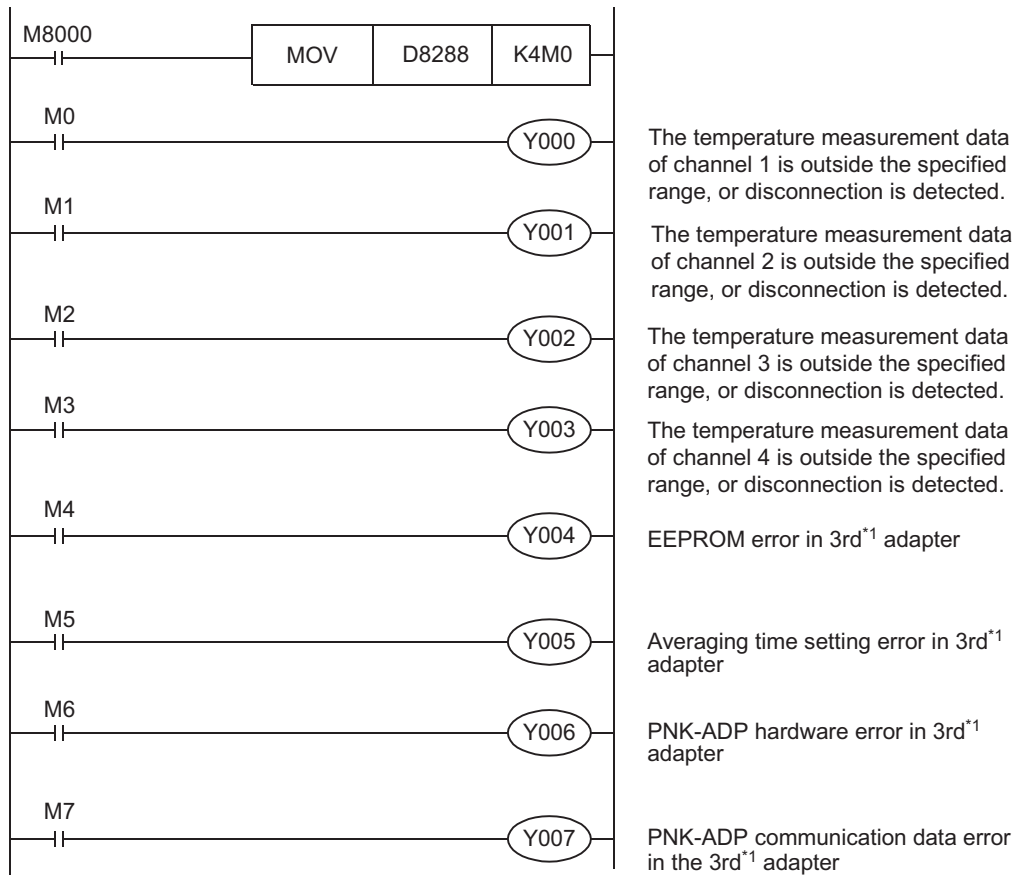 M8000
MOV D8288 K4M0
M0
Y000
The temperature measurement data
of channel 1 is outside the specified
range, or disconnection is detected.
M1
Y001
The temperature measurement data
of channel 2 is outside the specified
range, or disconnection is detected.
M2
Y002
The temperature measurement data
of channel 3 is outside the specified
range, or disconnection is detected.
M3
Y003
The temperature measurement data
of channel 4 is outside the specified
range, or disconnection is detected.
M4
Y004
EEPROM error in 3rd*1 adapter
M5
Y005
Averaging time setting error in 3rd*1
adapter
M6
Y006
PNK-ADP hardware error in 3rd*1
adapter
M7
Y007
PNK-ADP communication data error
in the 3rd*1 adapter